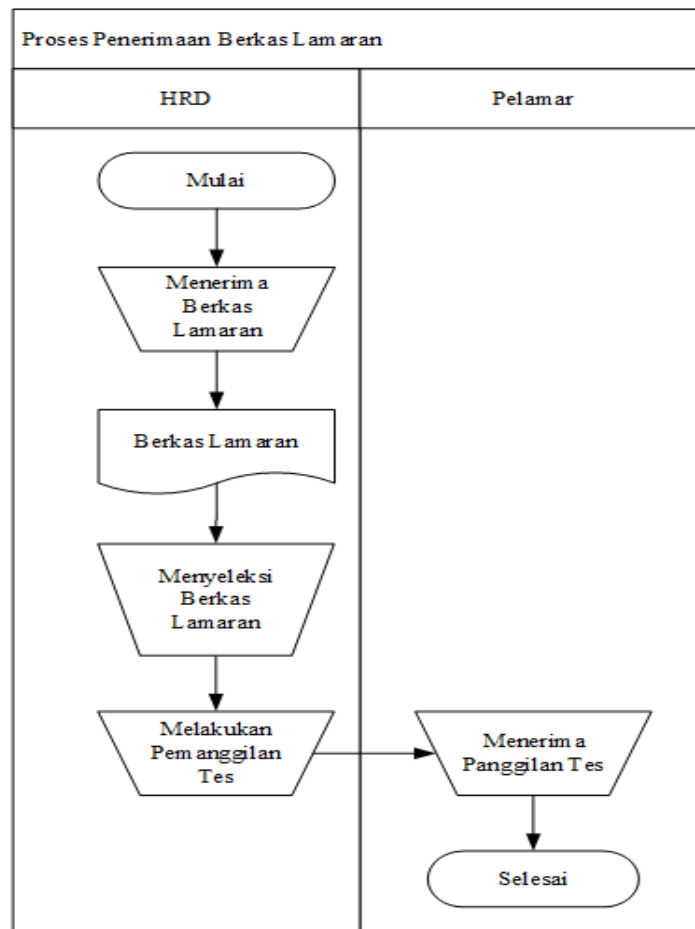 Proses Penerimaan Berkas Lamaran
HRD
Pelamar
Mulai
Menerima
Berkas
Lamaran
Berkas Lamaran
Menyeleksi
Berkas
Lamaran
Melakukan
Pemanggilan
Tes
Menerima
Panggilan Tes
Selesai